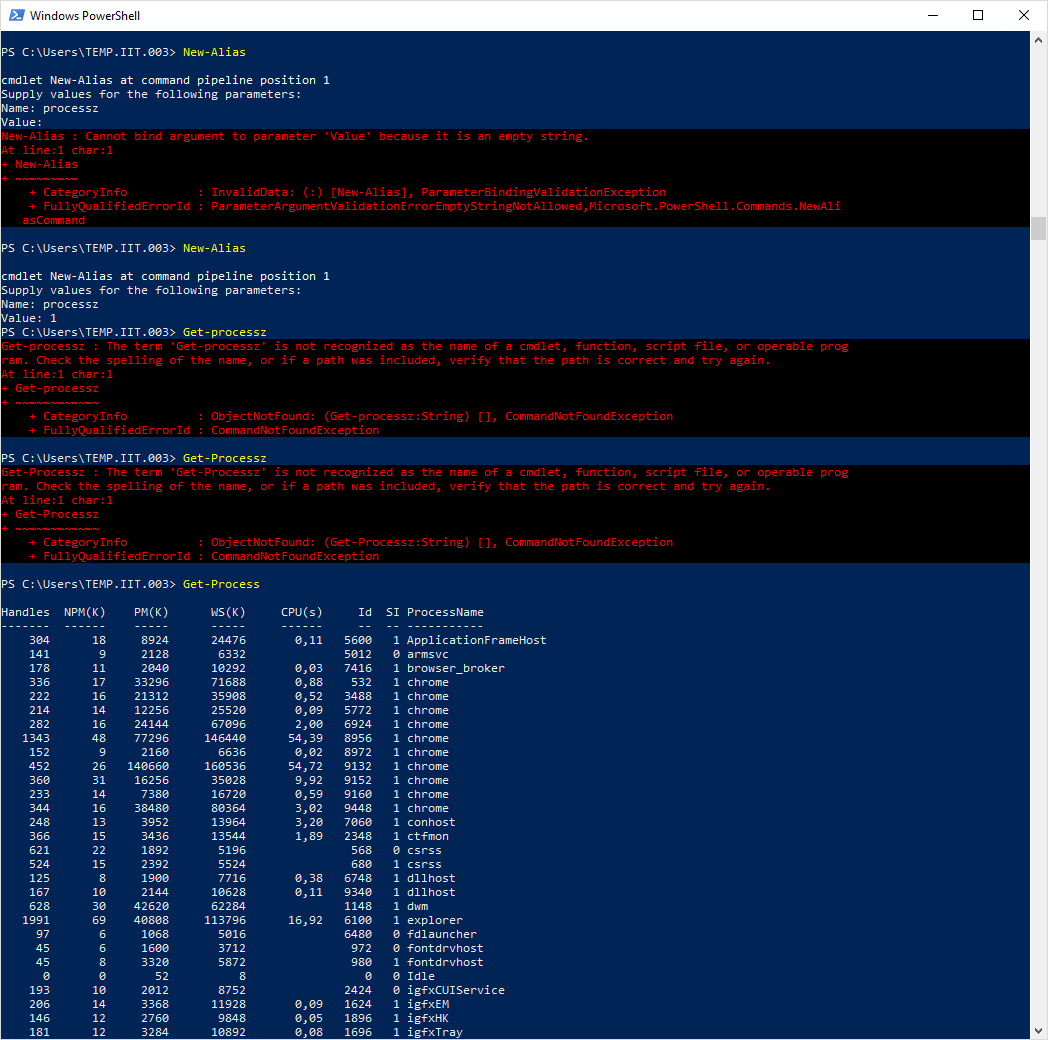 Windows PowerShell
PS C:\Users\TEMP.IIT.003> New-Alias
cmdlet New-Alias at command pipeline position 1
Supply values for the following parameters:
Name: processz
Value:
New-Alias : Cannot bind argument to parameter 'Value' because it is an empty string.
At line:1 char:1
+ New-Alias
+ ~~~~~~~~~
    + CategoryInfo          : InvalidData: (:) [New-Alias], ParameterBindingValidationException
    + FullyQualifiedErrorId : ParameterArgumentValidationErrorEmptyStringNotAllowed,Microsoft.PowerShell.Commands.NewAli
   asCommand
PS C:\Users\TEMP.IIT.003> New-Alias
cmdlet New-Alias at command pipeline position 1
Supply values for the following parameters:
Name: processz
Value: 1
PS C:\Users\TEMP.IIT.003> Get-processz
Get-processz : The term 'Get-processz' is not recognized as the name of a cmdlet, function, script file, or operable prog
ram. Check the spelling of the name, or if a path was included, verify that the path is correct and try again.
At line:1 char:1
+ Get-processz
+ ~~~~~~~~~~~~
    + CategoryInfo          : ObjectNotFound: (Get-processz:String) [], CommandNotFoundException
    + FullyQualifiedErrorId : CommandNotFoundException
PS C:\Users\TEMP.IIT.003> Get-Processz
Get-Processz : The term 'Get-Processz' is not recognized as the name of a cmdlet, function, script file, or operable prog
ram. Check the spelling of the name, or if a path was included, verify that the path is correct and try again.
At line:1 char:1
+ Get-Processz
+ ~~~~~~~~~~~~
    + CategoryInfo          : ObjectNotFound: (Get-Processz:String) [], CommandNotFoundException
    + FullyQualifiedErrorId : CommandNotFoundException
PS C:\Users\TEMP.IIT.003> Get-Process
Handles  NPM(K)    PM(K)      WS(K)     CPU(s)     Id  SI ProcessName
-------  ------    -----      -----     ------     --  -- -----------
    304      18     8924      24476       0,11   5600   1 ApplicationFrameHost
    141       9     2128       6332              5012   0 armsvc
    178      11     2040      10292       0,03   7416   1 browser_broker
    336      17    33296      71688       0,88    532   1 chrome
    222      16    21312      35908       0,52   3488   1 chrome
    214      14    12256      25520       0,09   5772   1 chrome
    282      16    24144      67096       2,00   6924   1 chrome
   1343      48    77296     146440      54,39   8956   1 chrome
    152       9     2160       6636       0,02   8972   1 chrome
    452      26   140660     160536      54,72   9132   1 chrome
    360      31    16256      35028       9,92   9152   1 chrome
    233      14     7380      16720       0,59   9160   1 chrome
    344      16    38480      80364       3,02   9448   1 chrome
    248      13     3952      13964       3,20   7060   1 conhost
    366      15     3436      13544       1,89   2348   1 ctfmon
    621      22     1892       5196               568   0 csrss
    524      15     2392       5524               680   1 csrss
    125       8     1900       7716       0,38   6748   1 dllhost
    167      10     2144      10628       0,11   9340   1 dllhost
    628      30    42620      62284              1148   1 dwm
   1991      69    40808     113796      16,92   6100   1 explorer
     97       6     1068       5016              6480   0 fdlauncher
     45       6     1600       3712               972   0 fontdrvhost
     45       8     3320       5872               980   1 fontdrvhost
      0       0       52          8                 0   0 Idle
    193      10     2012       8752              2424   0 igfxCUIService
    206      14     3368      11928       0,09   1624   1 igfxEM
    146      12     2760       9848       0,05   1896   1 igfxHK
    181      12     3284      10892       0,08   1696   1 igfxTray